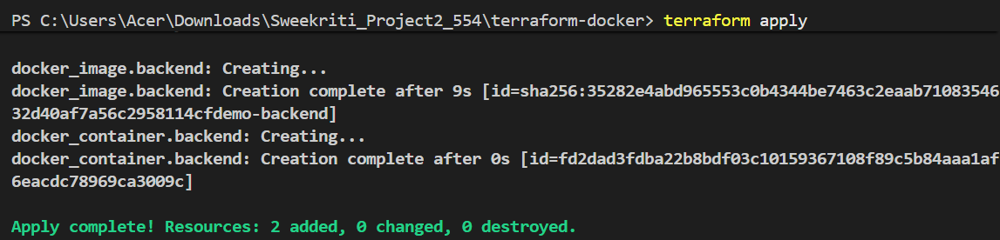 PS C:\Users\Acer\Downloads\Sweekriti_Project2_554\terraform-docker> terraform apply
docker_image.backend: Creating...
docker_image.backend: Creation complete after 9s [id=sha256:35282e4abd965553c0b4344be7463c2eaab71083546
32d40af7a56c2958114cfdemo-backend]
docker_container.backend: Creating...
docker_container.backend: Creation complete after 0s [id=fd2dad3fdba22b8bdf03c10159367108f89c5b84aaa1af
6eacdc78969ca3009c]
Apply complete! Resources: 2 added, 0 changed, 0 destroyed.